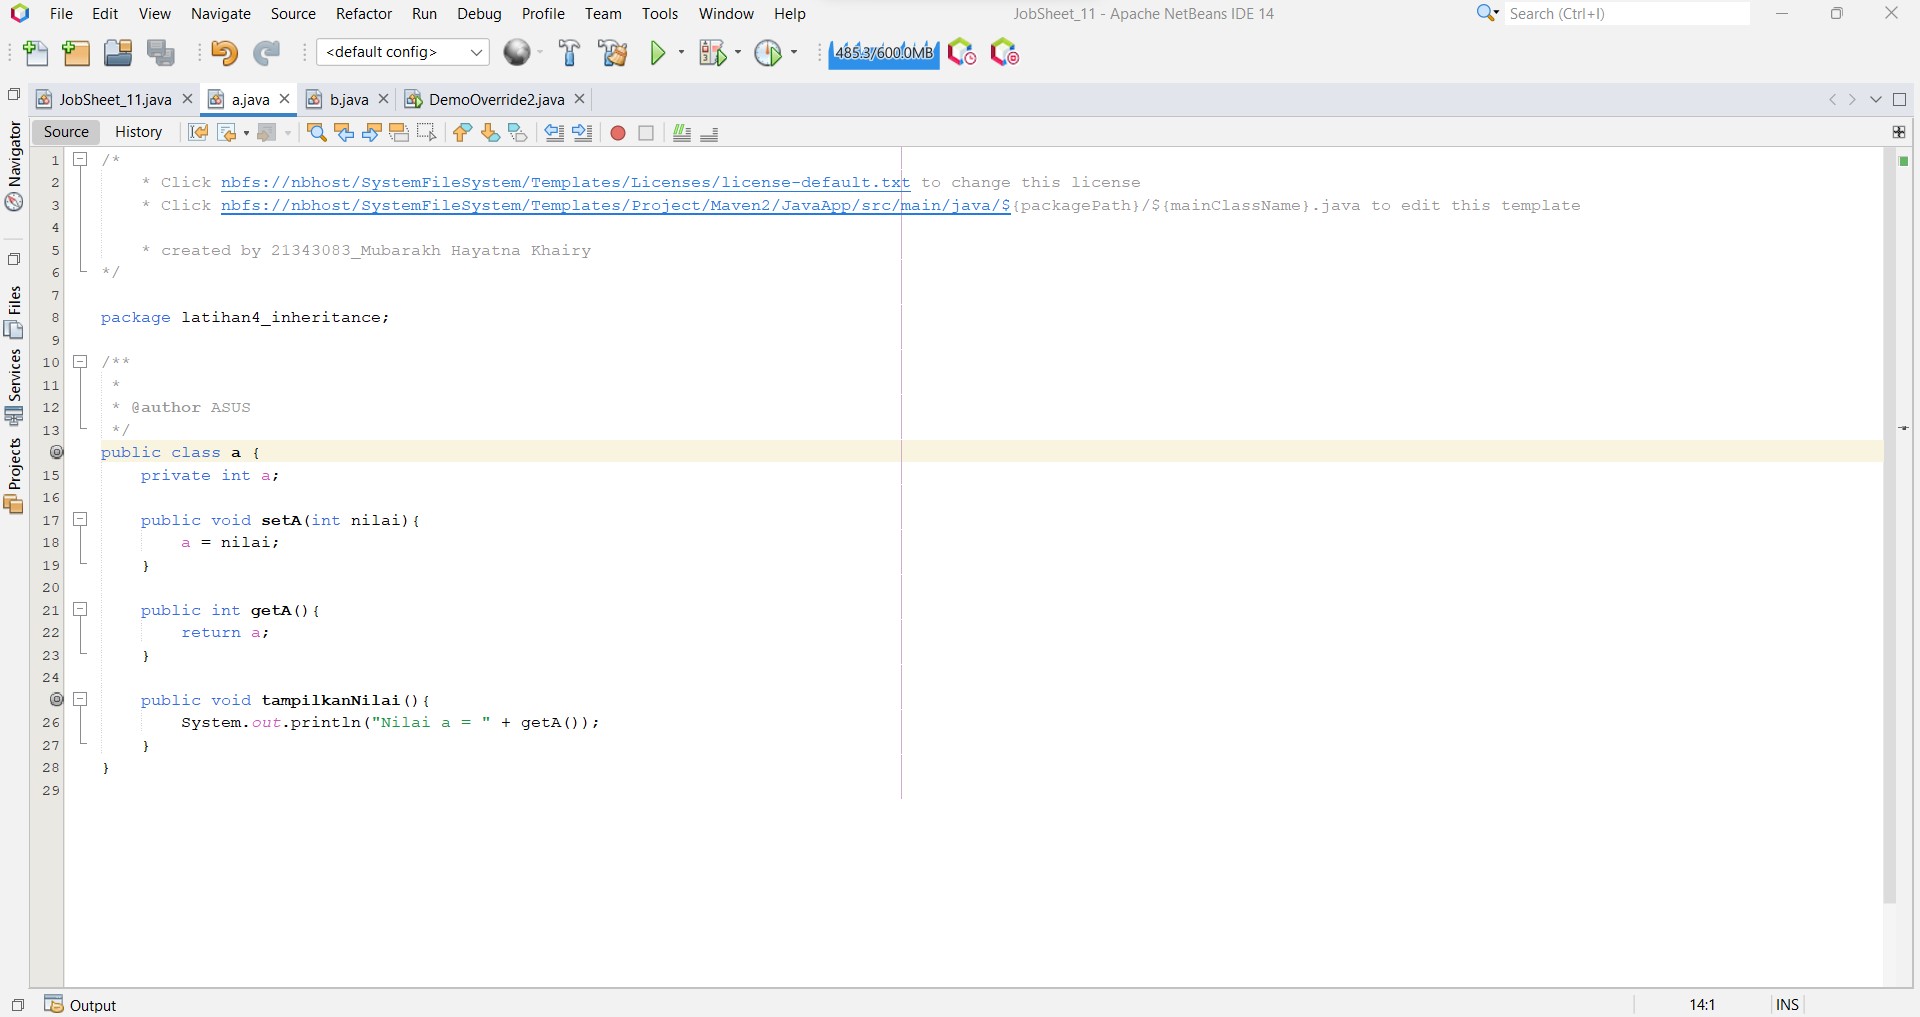 File Edit View Navigate Source Refactor Run Debug Profile Team Tools Window Help JobSheet_11 - Apache NetBeans IDE 14 Search (Ctrl+I)
<default config> 485.3/600.0MB
JobSheet_11.java a.java b.java DemoOverride2.java
Source History
Navigator
Files
Services
Projects
1 /*
2 * Click nbfs://nbhost/SystemFileSystem/Templates/Licenses/license-default.txt to change this license
3 * Click nbfs://nbhost/SystemFileSystem/Templates/Project/Maven2/JavaApp/src/main/java/${packagePath}/${mainClassName}.java to edit this template
4
5 * created by 21343083_Mubarakh Hayatna Khairy
6 */
7
8 package latihan4_inheritance;
9
10 /**
11 *
12 * @author ASUS
13 */
public class a {
15 private int a;
16
17 public void setA(int nilai){
18 a = nilai;
19 }
20
21 public int getA(){
22 return a;
23 }
24
public void tampilkanNilai(){
26 System.out.println("Nilai a = " + getA());
27 }
28 }
29
Output 14:1 INS